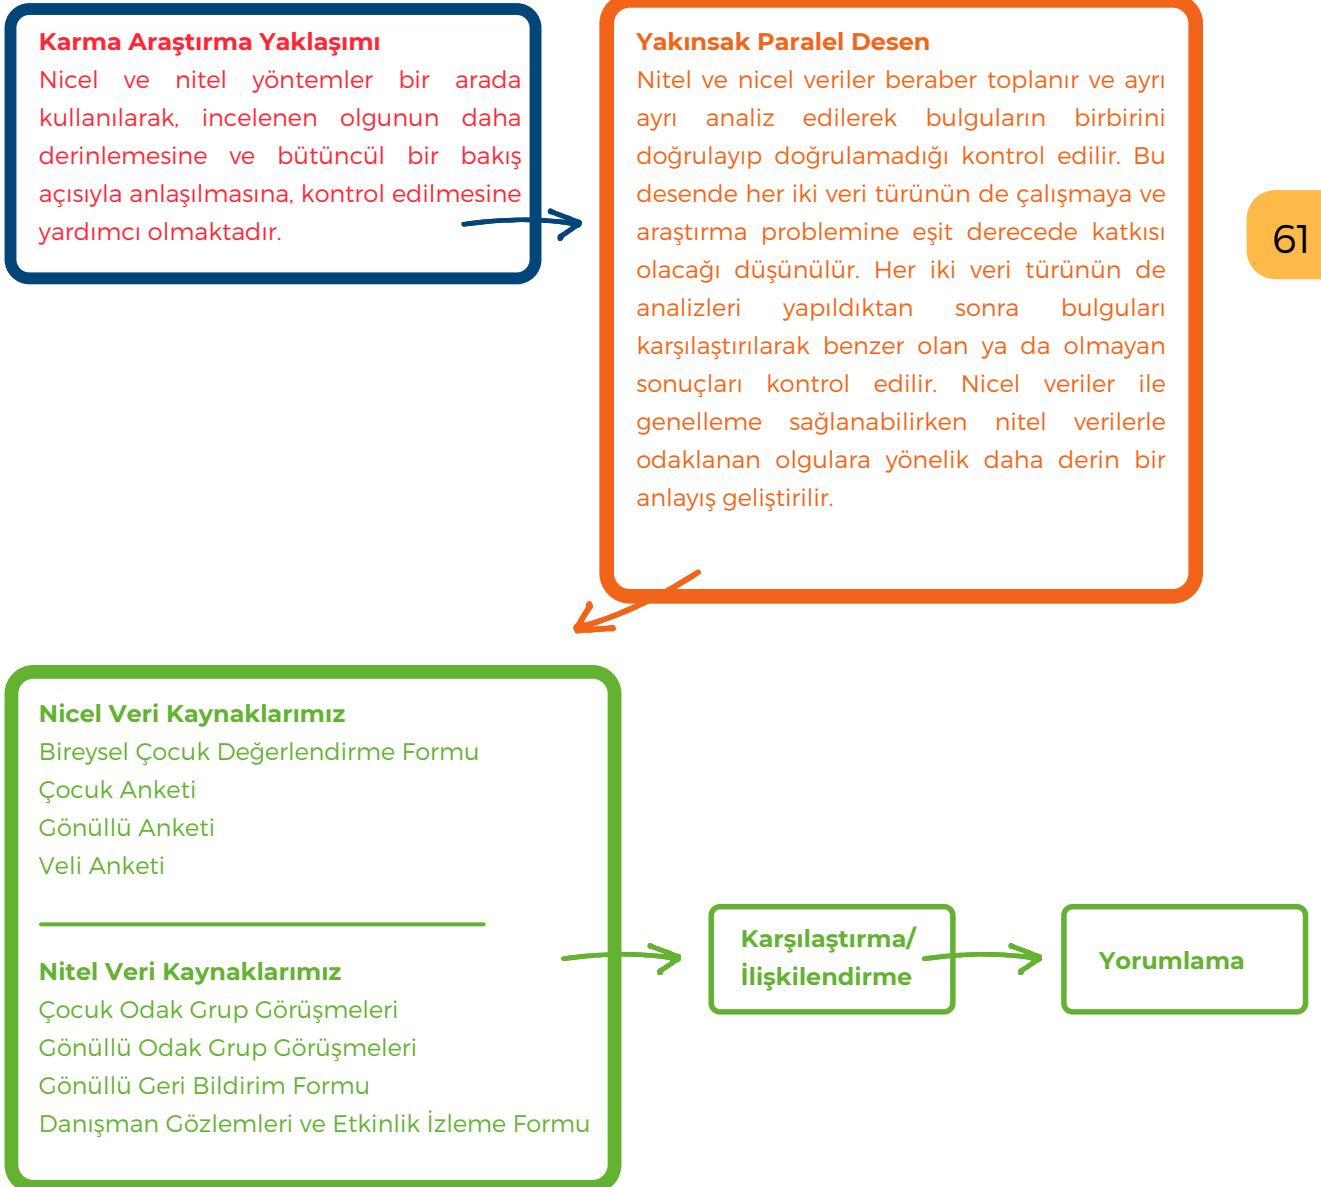 Karma Araştırma Yaklaşımı
Nicel ve nitel yöntemler bir arada
kullanılarak, incelenen olgunun daha
derinlemesine ve bütüncül bir bakış
açısıyla anlaşılmasına, kontrol edilmesine
yardımcı olmaktadır.
Yakınsak Paralel Desen
Nitel ve nicel veriler beraber toplanır ve ayrı
ayrı analiz edilerek bulguların birbirini
doğrulayıp doğrulamadığı kontrol edilir. Bu
desende her iki veri türünün de çalışmaya ve
araştırma problemine eşit derecede katkısı
olacağı düşünülür. Her iki veri türünün de
analizleri yapıldıktan sonra bulguları
karşılaştırılarak benzer olan ya da olmayan
sonuçları kontrol edilir. Nicel veriler ile
genelleme sağlanabilirken nitel verilerle
odaklanan olgulara yönelik daha derin bir
anlayış geliştirilir.
61
Nicel Veri Kaynaklarımız
Bireysel Çocuk Değerlendirme Formu
Çocuk Anketi
Gönüllü Anketi
Veli Anketi
Nitel Veri Kaynaklarımız
Çocuk Odak Grup Görüşmeleri
Gönüllü Odak Grup Görüşmeleri
Gönüllü Geri Bildirim Formu
Danışman Gözlemleri ve Etkinlik İzleme Formu
Karşılaştırma/
İlişkilendirme
Yorumlama